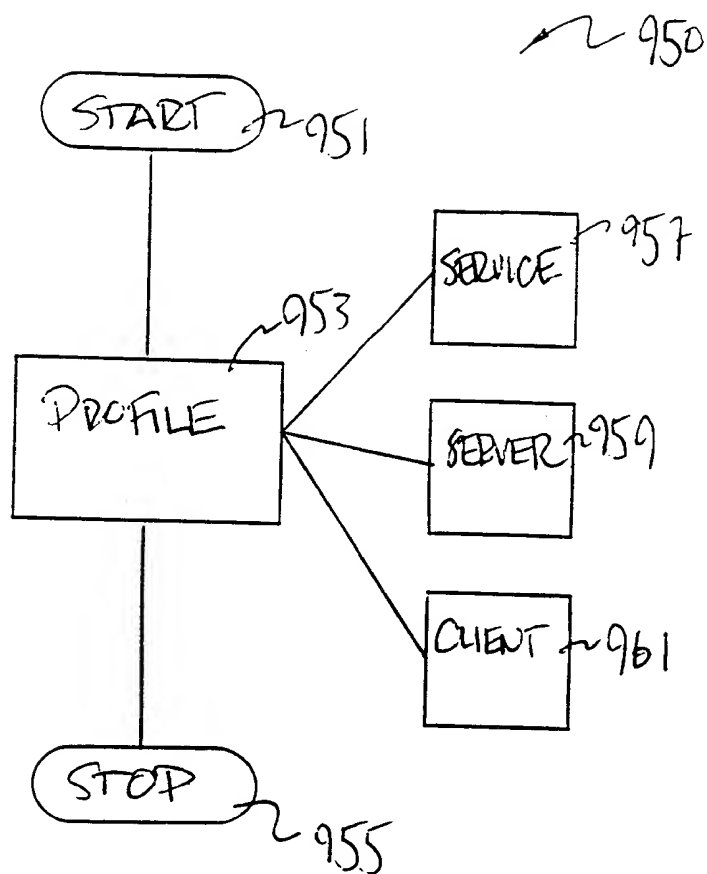 950
START 951
SERVICE 957
953
PROFILE
SERVER 959
CLIENT 961
STOP
955